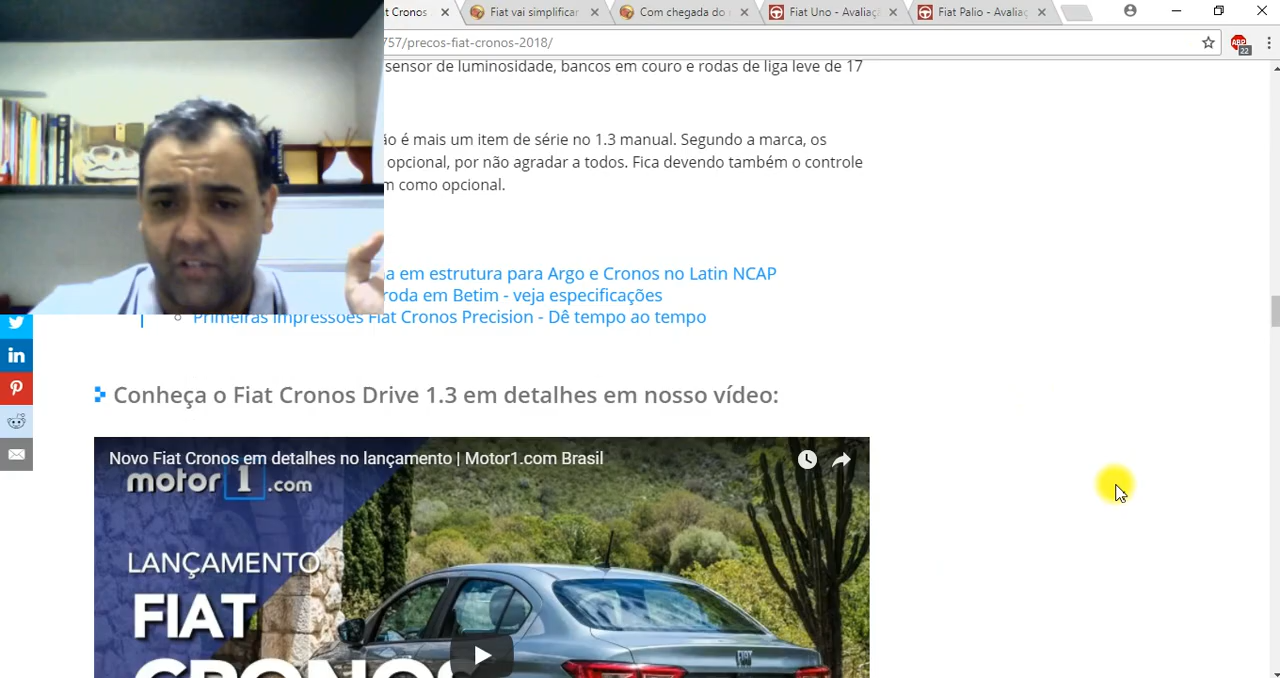 t Cronos
Fiat vai simplificar
Com chegada do
Fiat Uno - Avaliaç
Fiat Palio - Avaliaç
757/precos-fiat-cronos-2018/
ABP
22
sensor de luminosidade, bancos em couro e rodas de liga leve de 17
ão é mais um item de série no 1.3 manual. Segundo a marca, os
opcional, por não agradar a todos. Fica devendo também o controle
m como opcional.
a em estrutura para Argo e Cronos no Latin NCAP
roda em Betim - veja especificações
Primeiras impressões Fiat Cronos Precision - Dê tempo ao tempo
Conheça o Fiat Cronos Drive 1.3 em detalhes em nosso vídeo:
Novo Fiat Cronos em detalhes no lançamento | Motor1.com Brasil
motor1.com
LANÇAMENTO
FIAT
CRONOS
FIAT
in